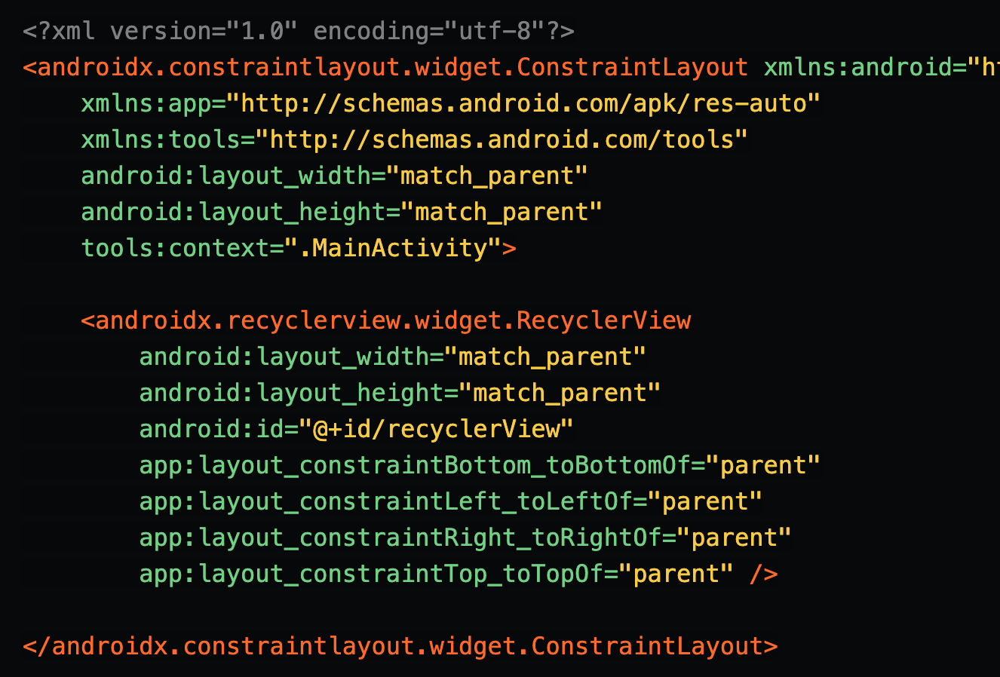 <?xml version="1.0" encoding="utf-8"?>
<androidx.constraintlayout.widget.ConstraintLayout xmlns:android="ht
xmlns:app="http://schemas.android.com/apk/res-auto"
xmlns:tools="http://schemas.android.com/tools"
android:layout_width="match_parent"
android:layout_height="match_parent"
tools:context=".MainActivity">
<androidx.recyclerview.widget.RecyclerView
android:layout_width="match_parent"
android:layout_height="match_parent"
android:id="@+id/recyclerView"
app:layout_constraintBottom_toBottomOf="parent"
app:layout_constraintLeft_toLeftOf="parent"
app:layout_constraintRight_toRightOf="parent"
app:layout_constraintTop_toTopOf="parent" />
</androidx.constraintlayout.widget.ConstraintLayout>